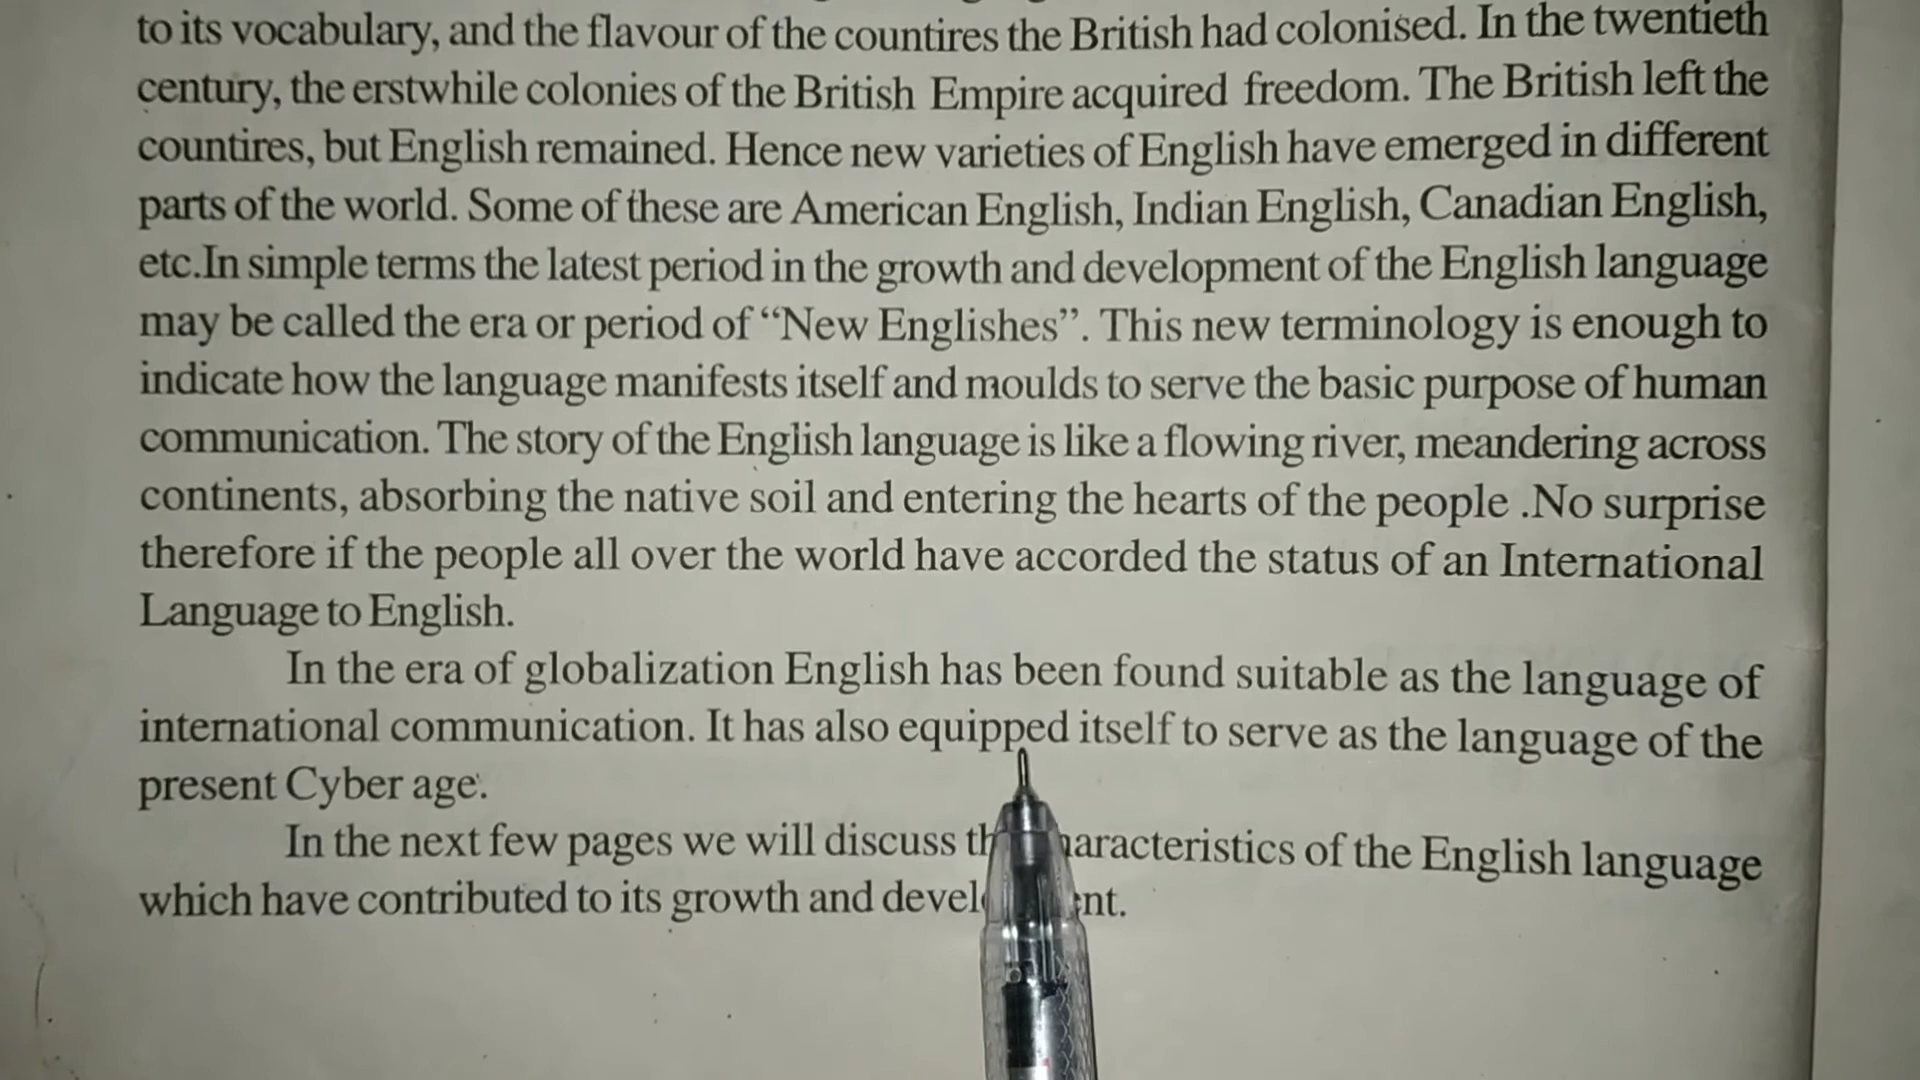 to its vocabulary, and the flavour of the countires the British had colonised. In the twentieth
century, the erstwhile colonies of the British Empire acquired freedom. The British left the
countires, but English remained. Hence new varieties of English have emerged in different
parts of the world. Some of these are American English, Indian English, Canadian English,
etc.In simple terms the latest period in the growth and development of the English language
may be called the era or period of “New Englishes”. This new terminology is enough to
indicate how the language manifests itself and moulds to serve the basic purpose of human
communication. The story of the English language is like a flowing river, meandering across
continents, absorbing the native soil and entering the hearts of the people .No surprise
therefore if the people all over the world have accorded the status of an International
Language to English.
In the era of globalization English has been found suitable as the language of
international communication. It has also equipped itself to serve as the language of the
present Cyber age.
In the next few pages we will discuss of the English language
which have contributed to its growth and